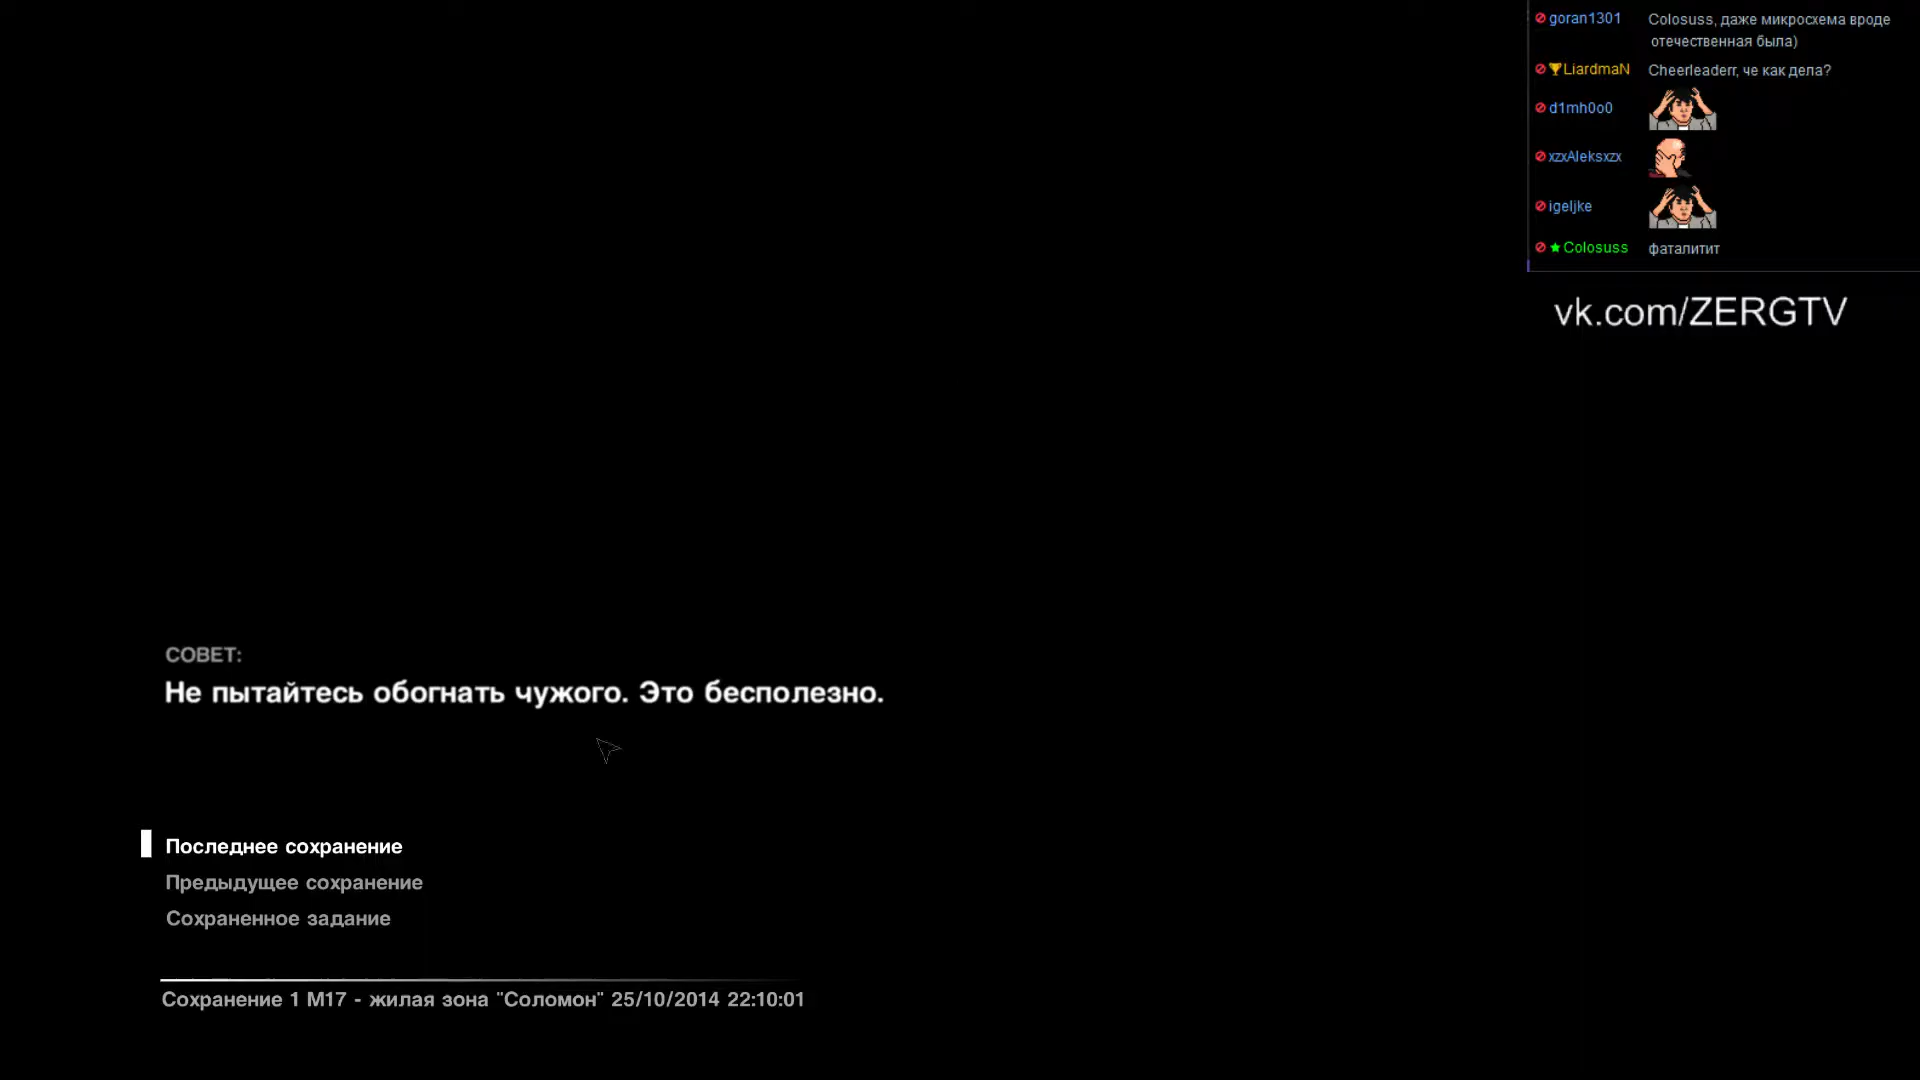 goran1301 Colosuss, даже микросхема вроде
отечественная была)
LiardmaN Cheerleaderr, че как дела?
d1mh0o0
xzxAleksxzx
igeljke
Colosuss фаталитит
vk.com/ZERGTV
СОВЕТ:
Не пытайтесь обогнать чужого. Это бесполезно.
Последнее сохранение
Предыдущее сохранение
Сохраненное задание
Сохранение 1 М17 - жилая зона "Соломон" 25/10/2014 22:10:01